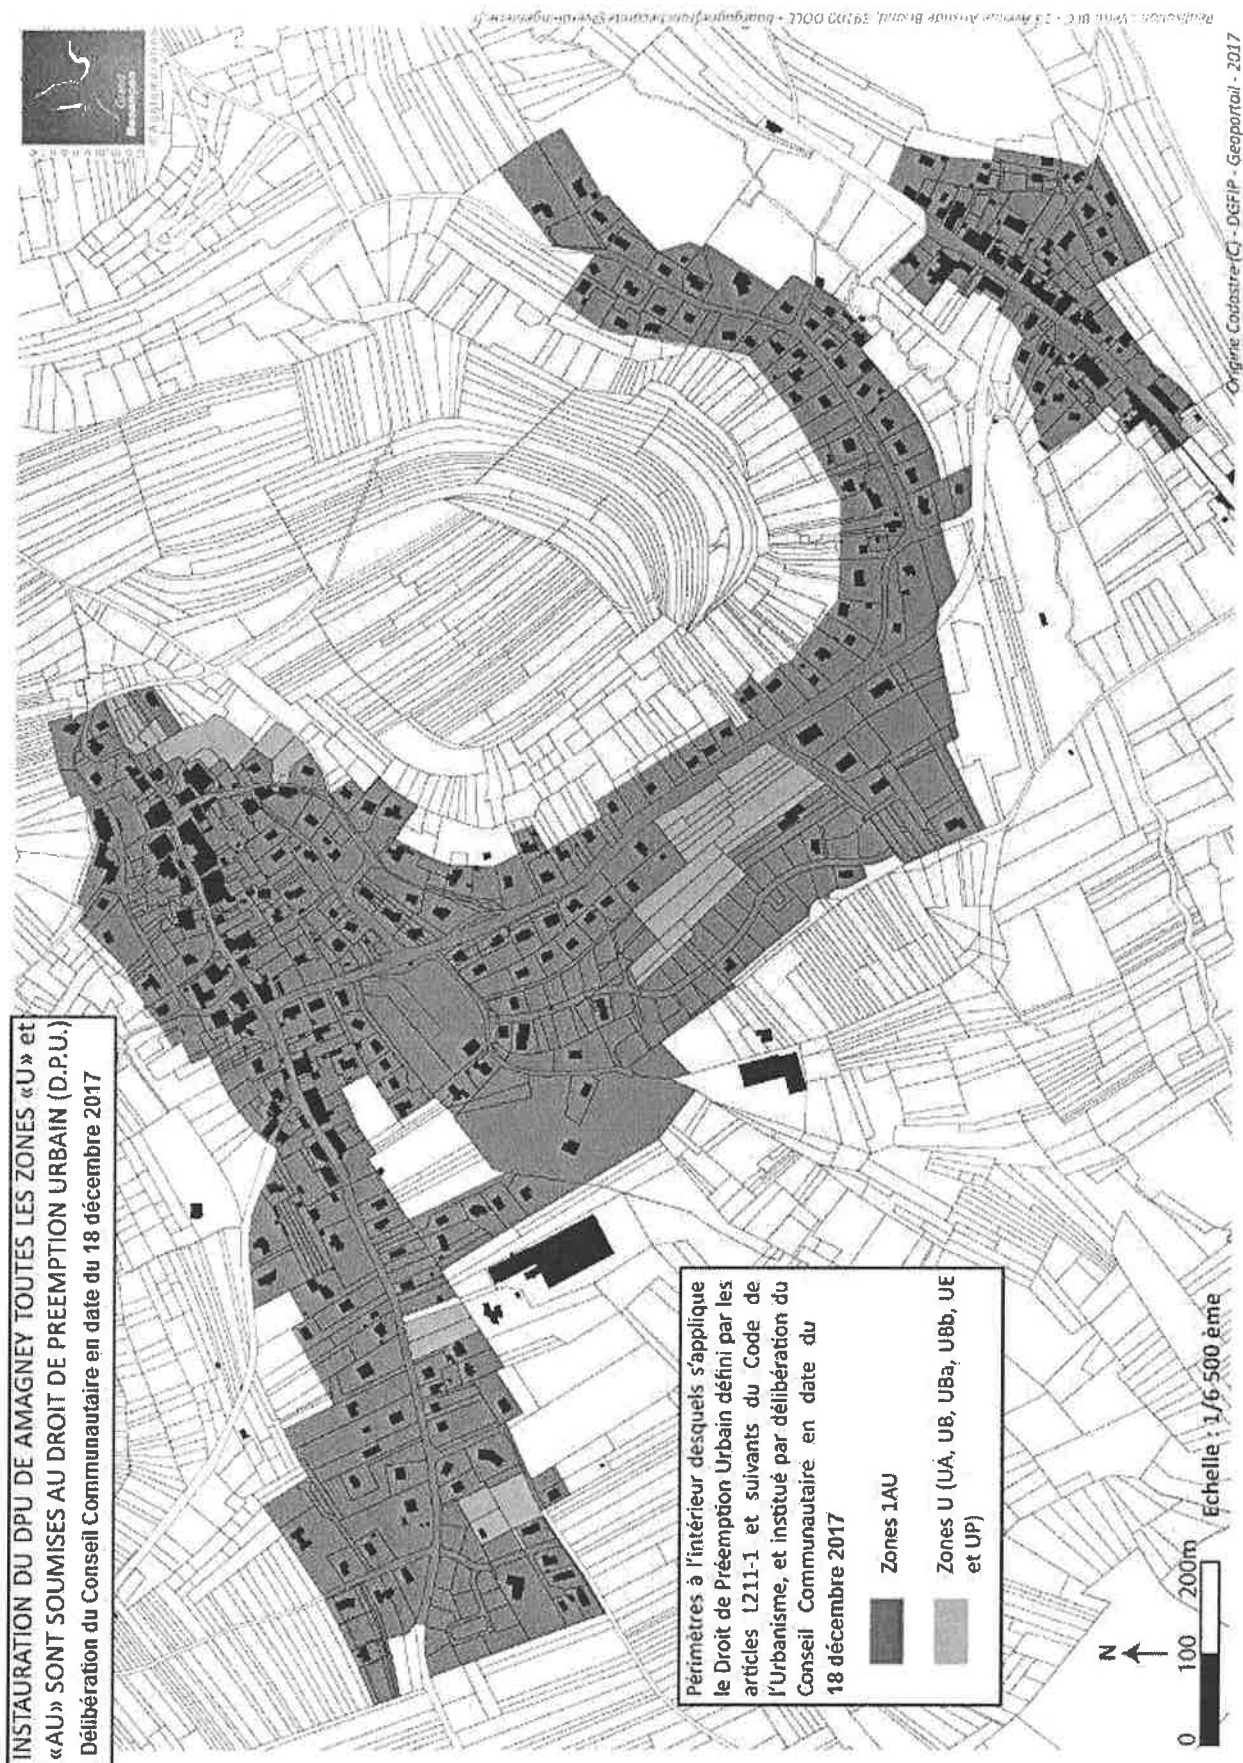 INSTAURATION DU DPU DE AMAGNEY TOUTES LES ZONES «U» et
«AU» SONT SOUMISES AU DROIT DE PREEMPTION URBAIN (D.P.U.)
Délibération du Conseil Communautaire en date du 18 décembre 2017
Périmètres à l'intérieur desquels s'applique
le Droit de Préemption Urbain défini par les
articles L211-1 et suivants du Code de
l'Urbanisme, et institué par délibération du
Conseil Communautaire en date du
18 décembre 2017
Zones 1AU
Zones U (UA, UB, UBa, UBb, UE
et UP)
N
0 100 200m
Echelle : 1/6 500 ème
Grand
Besançon
Origine Cadastre (C) - DGFIP - Geoportail - 2017